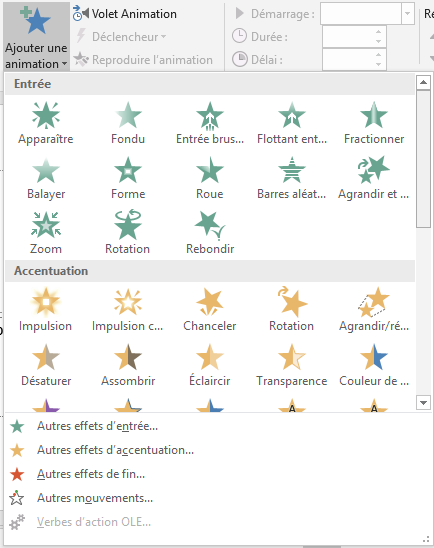 Ajouter une
animation
Volet Animation
Déclencheur
Reproduire l'animation
Démarrage :
Durée :
Délai :
Re
Entrée
Apparaître Fondu Entrée brus... Flottant ent... Fractionner
Balayer Forme Roue Barres aléat... Agrandir et ...
Zoom Rotation Rebondir
Accentuation
Impulsion Impulsion c... Chanceler Rotation Agrandir/ré...
Désaturer Assombrir Éclaircir Transparence Couleur de ...
A A
Autres effets d'entrée...
Autres effets d'accentuation...
Autres effets de fin...
Autres mouvements...
Verbes d'action OLE...